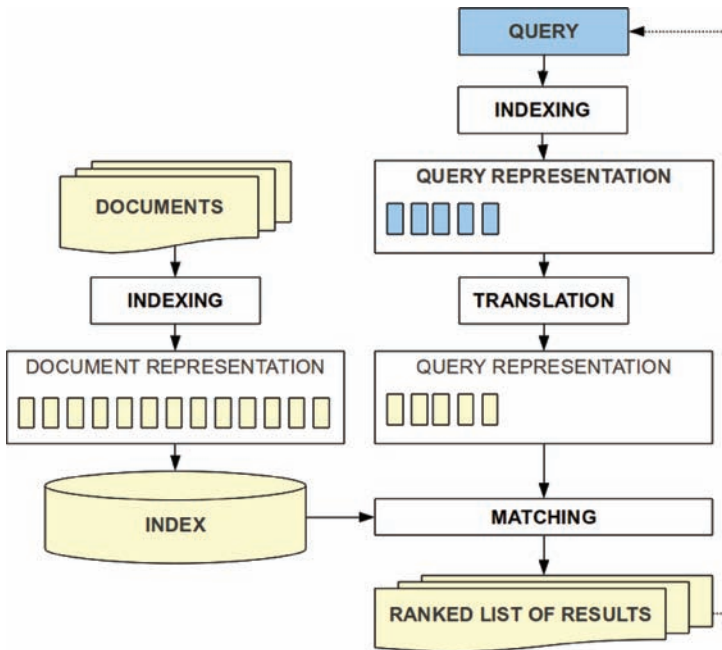 QUERY
INDEXING
QUERY REPRESENTATION
DOCUMENTS
INDEXING
TRANSLATION
DOCUMENT REPRESENTATION
QUERY REPRESENTATION
INDEX
MATCHING
RANKED LIST OF RESULTS